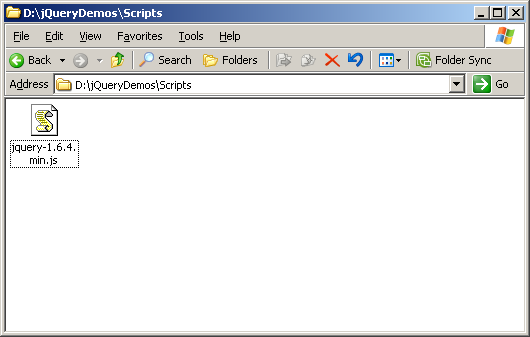 D:\jQueryDemos\Scripts
File Edit View Favorites Tools Help
Back Search Folders Folder Sync
Address D:\jQueryDemos\Scripts Go
jquery-1.6.4.
min.js